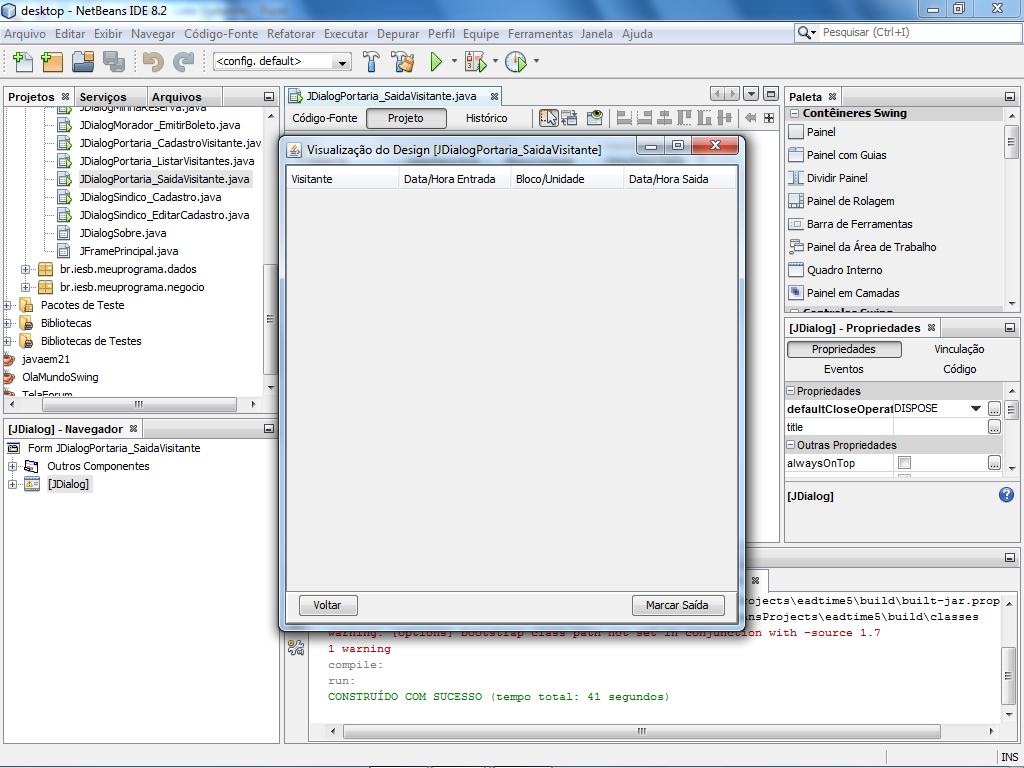 desktop - NetBeans IDE 8.2
Arquivo Editar Exibir Navegar Código-Fonte Refatorar Executar Depurar Perfil Equipe Ferramentas Janela Ajuda
Pesquisar (Ctrl+I)
<config. default>
Projetos Serviços Arquivos
JDialogMinhaReserva.java
JDialogMorador_EmitirBoleto.java
JDialogPortaria_CadastroVisitante.jav
JDialogPortaria_ListarVisitantes.java
JDialogPortaria_SaidaVisitante.java
JDialogSindico_Cadastro.java
JDialogSindico_EditarCadastro.java
JDialogSobre.java
JFramePrincipal.java
br.iesb.meuprograma.dados
br.iesb.meuprograma.negocio
Pacotes de Teste
Bibliotecas
Bibliotecas de Testes
javaem21
OlaMundoSwing
TelaForum
[JDialog] - Navegador
Form JDialogPortaria_SaidaVisitante
Outros Componentes
[JDialog]
JDialogPortaria_SaidaVisitante.java
Código-Fonte Projeto Histórico
Visualização do Design [JDialogPortaria_SaidaVisitante]
Visitante Data/Hora Entrada Bloco/Unidade Data/Hora Saida
Voltar Marcar Saída
ojects\eadtime5\build\built-jar.prop
nsProjects\eadtime5\build\classes
warning: [options] bootstrap class path not set in conjunction with -source 1.7
1 warning
compile:
run:
CONSTRUÍDO COM SUCESSO (tempo total: 41 segundos)
Paleta
Contêineres Swing
Painel
Painel com Guias
Dividir Painel
Painel de Rolagem
Barra de Ferramentas
Painel da Área de Trabalho
Quadro Interno
Painel em Camadas
Controles Swing
[JDialog] - Propriedades
Propriedades Vinculação
Eventos Código
Propriedades
defaultCloseOperat DISPOSE
title
Outras Propriedades
alwaysOnTop
[JDialog]
INS